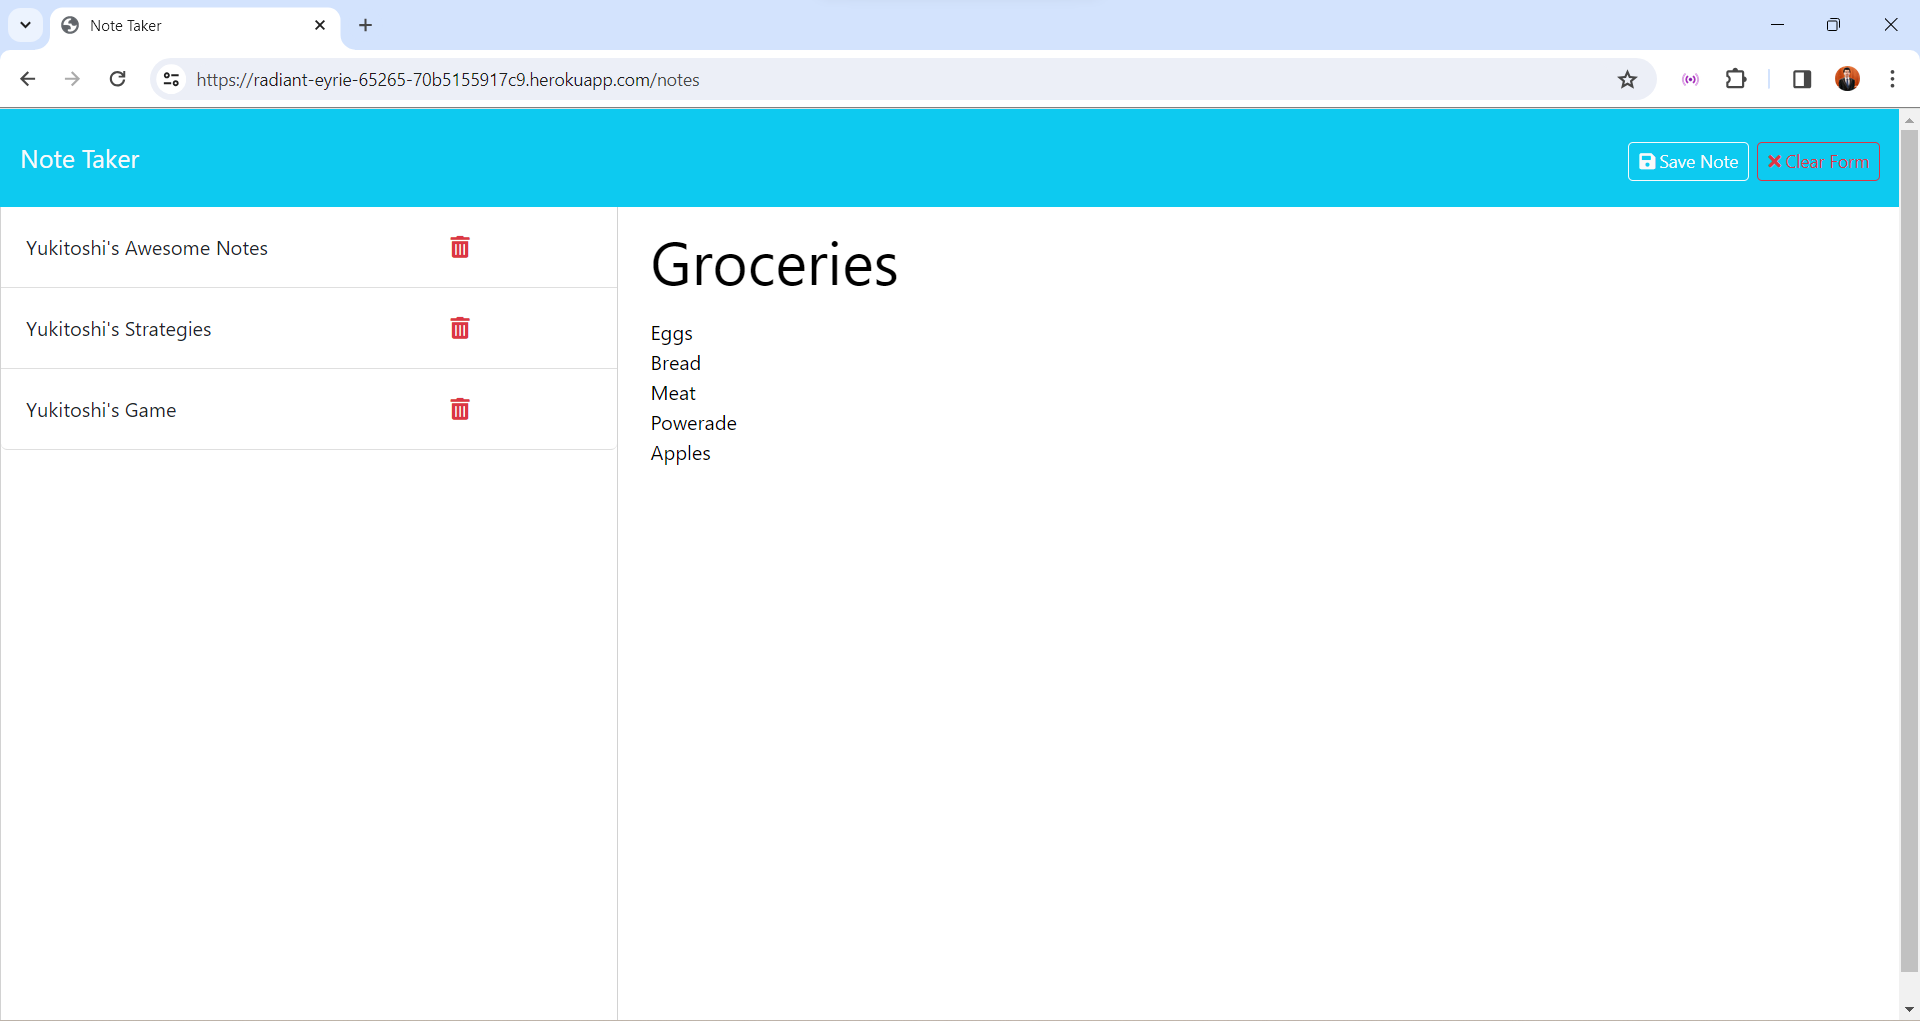 Note Taker
https://radiant-eyrie-65265-70b5155917c9.herokuapp.com/notes
Note Taker
Save Note
Clear Form
Yukitoshi's Awesome Notes
Yukitoshi's Strategies
Yukitoshi's Game
Groceries
Eggs
Bread
Meat
Powerade
Apples